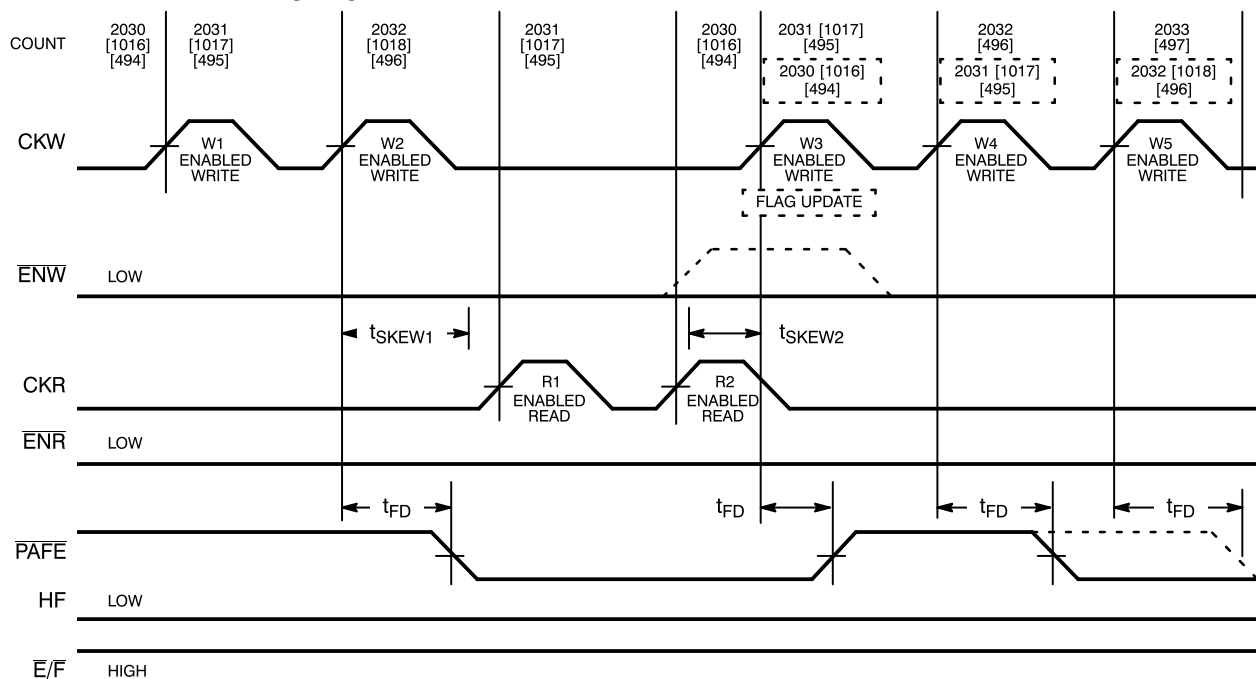 COUNT
2030 [1016] [494]
2031 [1017] [495]
2032 [1018] [496]
2031 [1017] [495]
2030 [1016] [494]
2031 [1017] [495]
2032 [496]
2033 [497]
2030 [1016] [494]
2031 [1017] [495]
2032 [1018] [496]
CKW
W1 ENABLED WRITE
W2 ENABLED WRITE
W3 ENABLED WRITE
W4 ENABLED WRITE
W5 ENABLED WRITE
FLAG UPDATE
ENW LOW
tSKEW1
tSKEW2
CKR
R1 ENABLED READ
R2 ENABLED READ
ENR LOW
tFD
tFD
tFD
tFD
PAFE
HF LOW
E/F HIGH